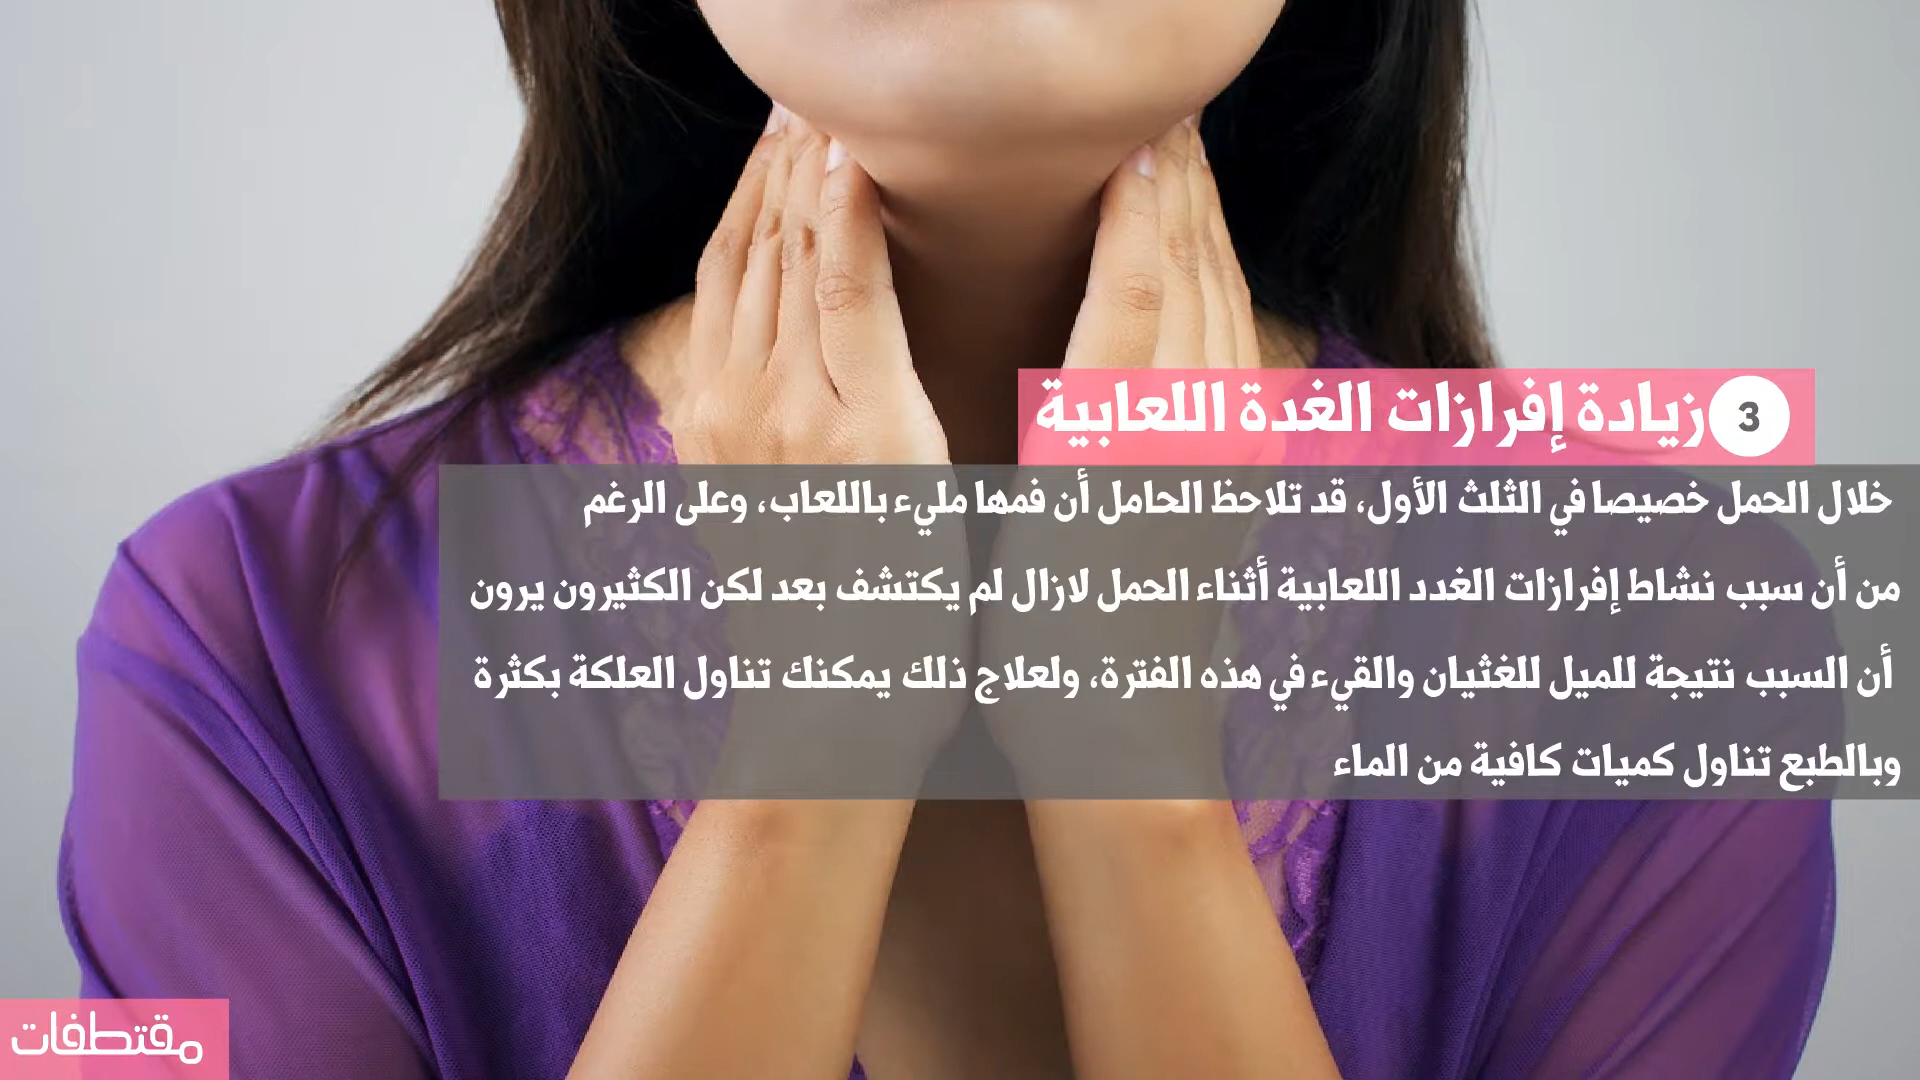 3 زيادة إفرازات الغدة اللعابية
خلال الحمل خصيصا في الثلث الأول، قد تلاحظ الحامل أن فمها مليء باللعاب، وعلى الرغم
من أن سبب نشاط إفرازات الغدد اللعابية أثناء الحمل لازال لم يكتشف بعد لكن الكثيرون يرون
أن السبب نتيجة للميل للغثيان والقيء في هذه الفترة، ولعلاج ذلك يمكنك تناول العلكة بكثرة
وبالطبع تناول كميات كافية من الماء
مقتطفات